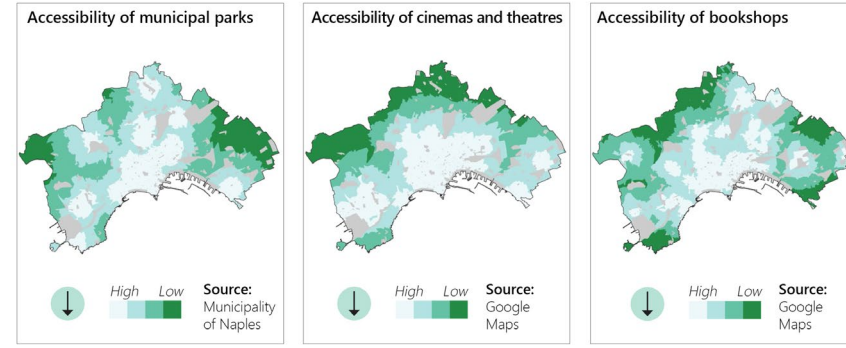 Accessibility of municipal parks
High Low
Source:
Municipality
of Naples
Accessibility of cinemas and theatres
High Low
Source:
Google
Maps
Accessibility of bookshops
High Low
Source:
Google
Maps